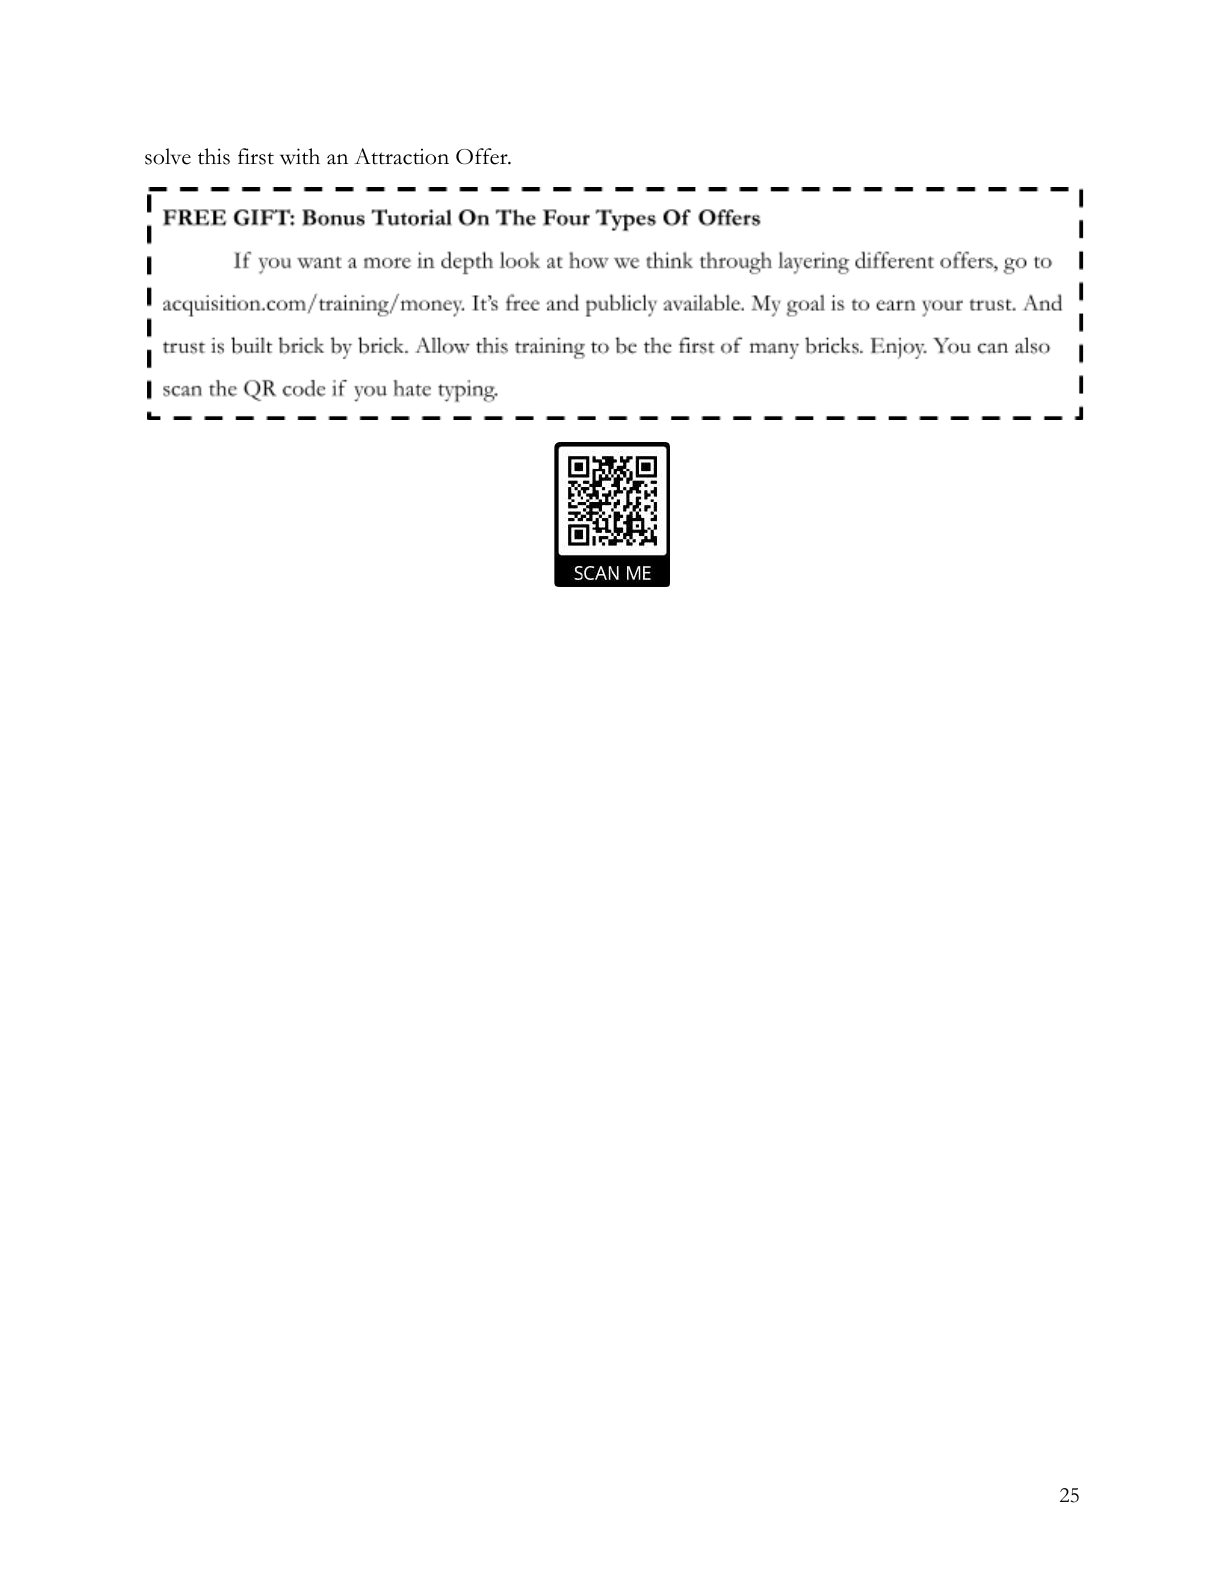 solve this first with an Attraction Offer.
FREE GIFT: Bonus Tutorial On The Four Types Of Offers
If you want a more in depth look at how we think through layering different offers, go to
acquisition.com/training/money. It’s free and publicly available. My goal is to earn your trust. And
trust is built brick by brick. Allow this training to be the first of many bricks. Enjoy. You can also
scan the QR code if you hate typing.
SCAN ME
25